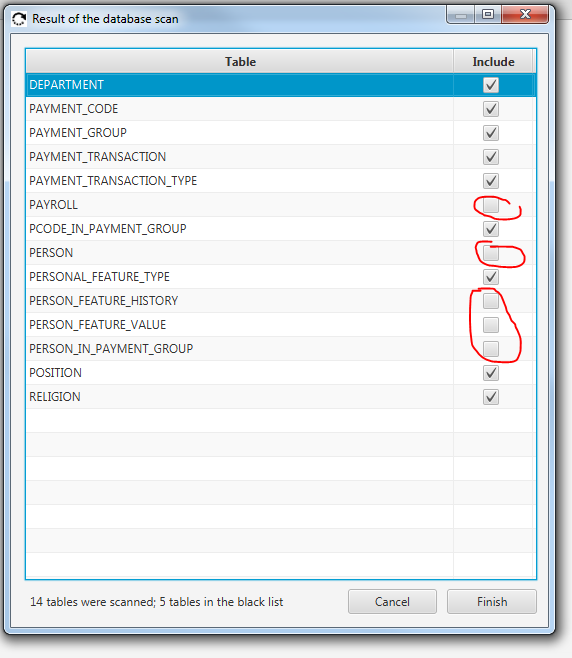 Result of the database scan
Table Include
DEPARTMENT
PAYMENT_CODE
PAYMENT_GROUP
PAYMENT_TRANSACTION
PAYMENT_TRANSACTION_TYPE
PAYROLL
PCODE_IN_PAYMENT_GROUP
PERSON
PERSONAL_FEATURE_TYPE
PERSON_FEATURE_HISTORY
PERSON_FEATURE_VALUE
PERSON_IN_PAYMENT_GROUP
POSITION
RELIGION
14 tables were scanned; 5 tables in the black list Cancel Finish